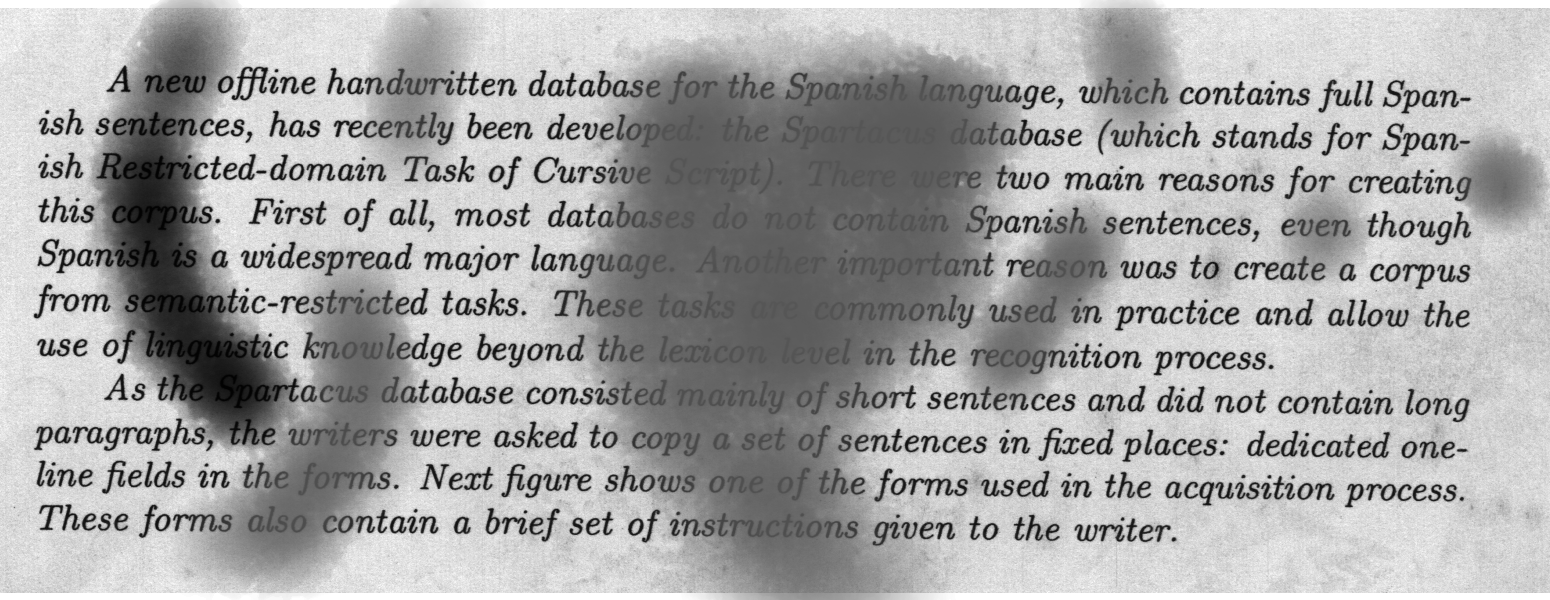 A new offline handwritten database for the Spanish language, which contains full Span-
ish sentences, has recently been developed: the Spartacus database (which stands for Span-
ish Restricted-domain Task of Cursive Script). There were two main reasons for creating
this corpus. First of all, most databases do not contain Spanish sentences, even though
Spanish is a widespread major language. Another important reason was to create a corpus
from semantic-restricted tasks. These tasks are commonly used in practice and allow the
use of linguistic knowledge beyond the lexicon level in the recognition process.
As the Spartacus database consisted mainly of short sentences and did not contain long
paragraphs, the writers were asked to copy a set of sentences in fixed places: dedicated one-
line fields in the forms. Next figure shows one of the forms used in the acquisition process.
These forms also contain a brief set of instructions given to the writer.